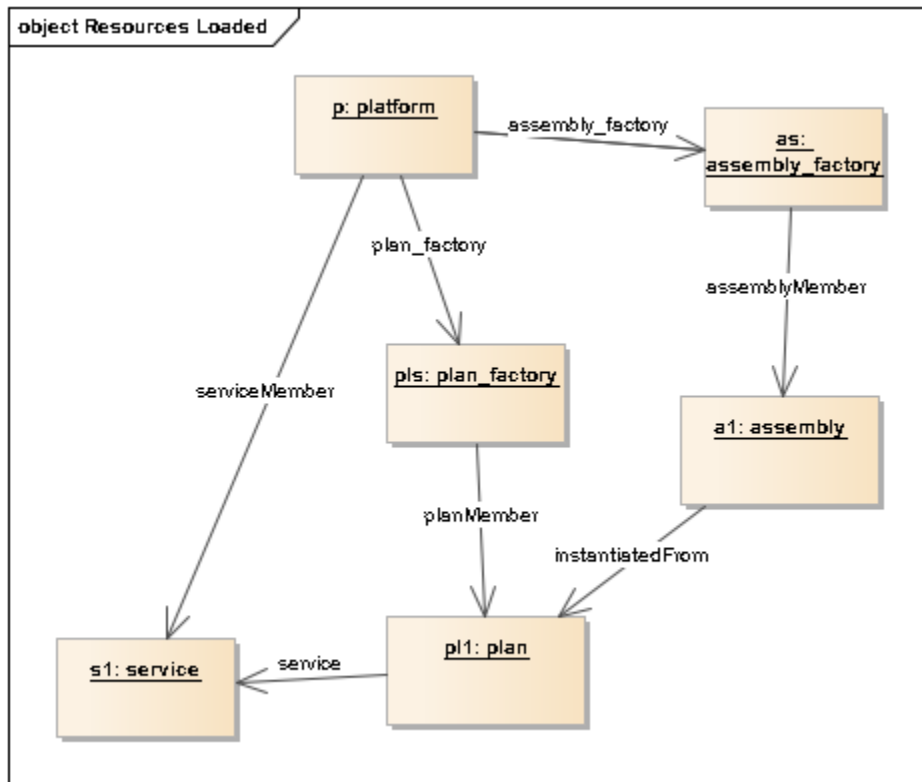 object Resources Loaded
p: platform
assembly_factory
as:
assembly_factory
plan_factory
assemblyMember
pls: plan_factory
serviceMember
a1: assembly
planMember
instantiatedFrom
pl1: plan
service
s1: service